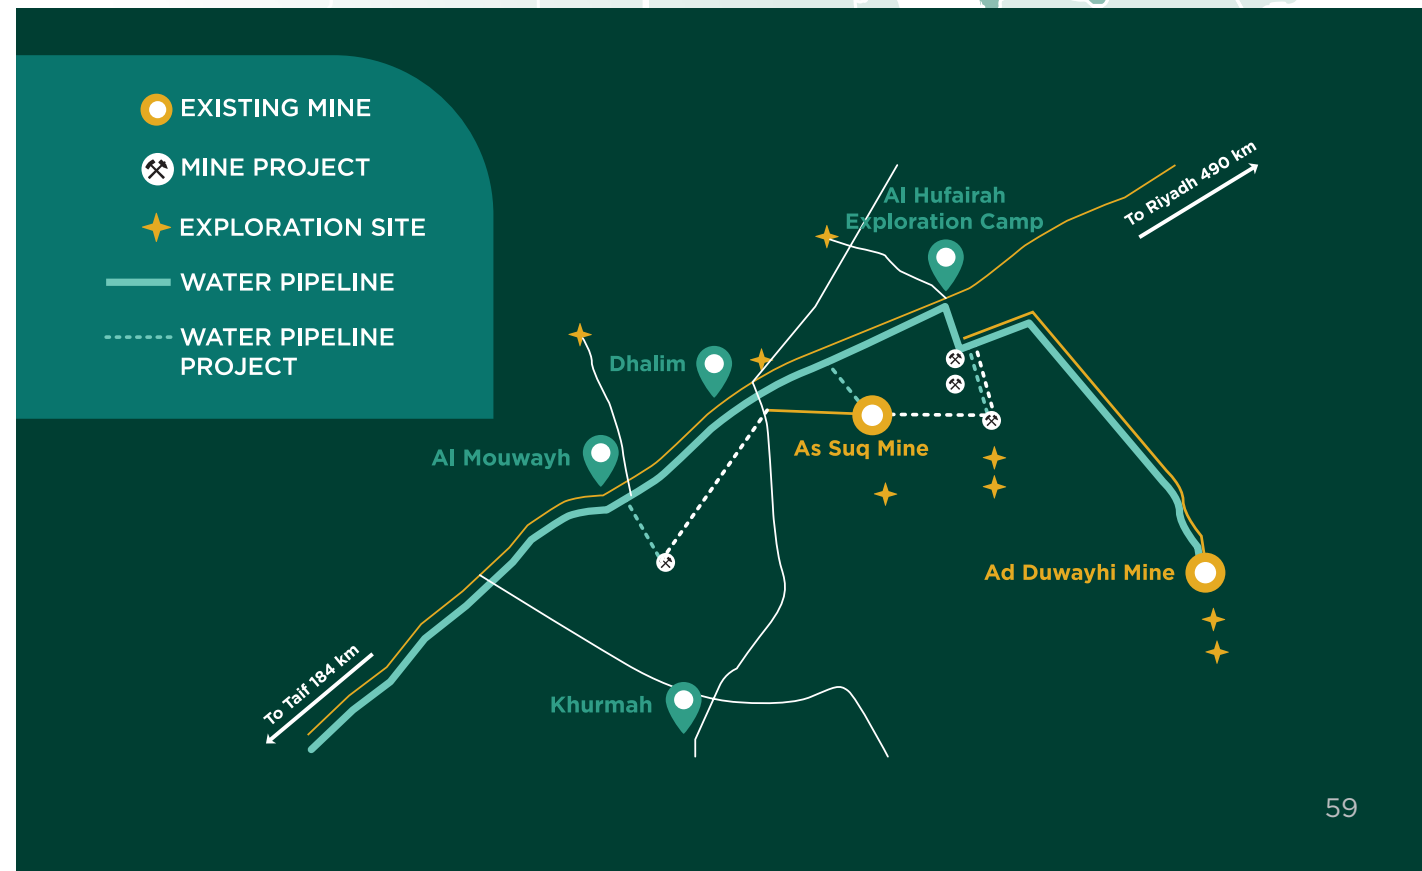 EXISTING MINE
MINE PROJECT
EXPLORATION SITE
WATER PIPELINE
WATER PIPELINE
PROJECT
To Riyadh 490 km
Al Hufairah
Exploration Camp
Dhalim
Al Mouwayh
As Suq Mine
Ad Duwayhi Mine
To Taif 184 km
Khurmah
59